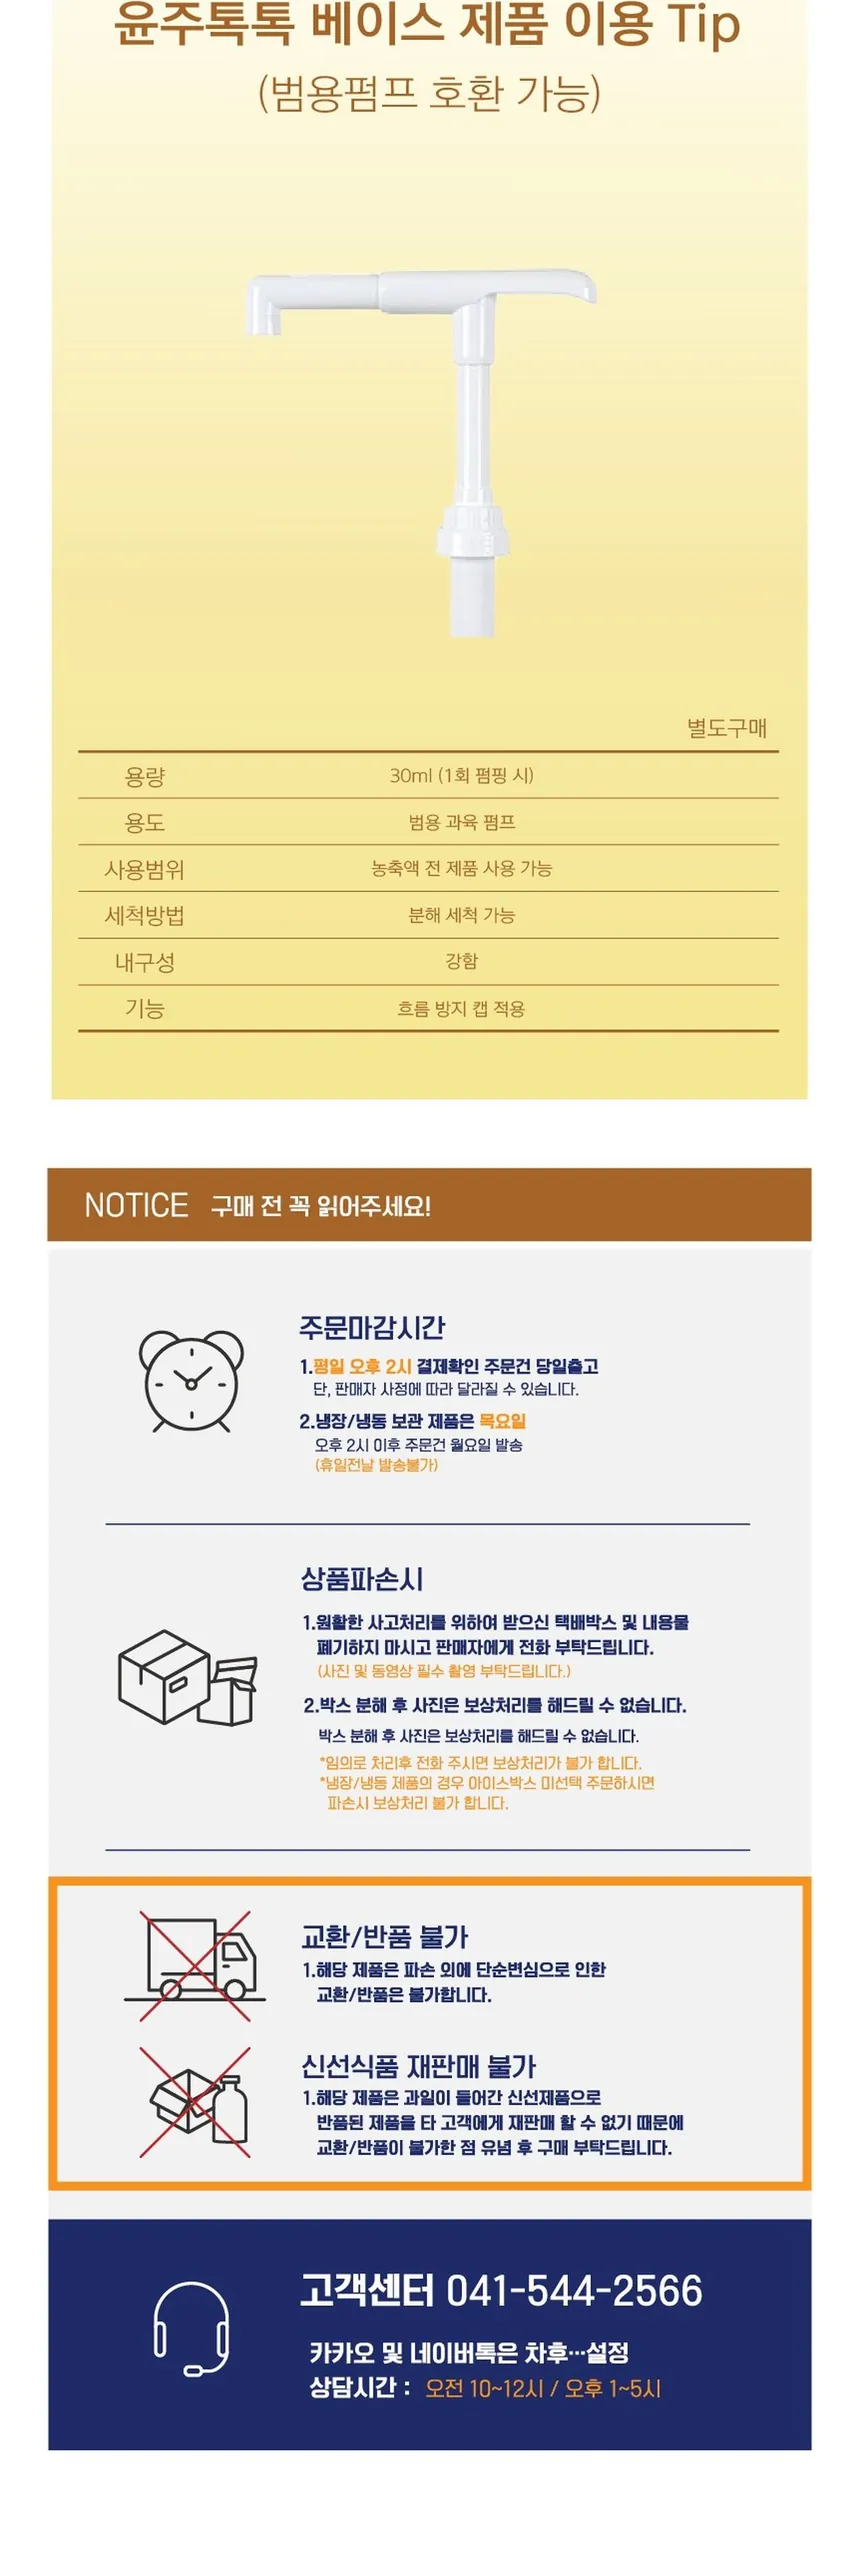 윤주톡톡 베이스 제품 이용 Tip
(범용펌프 호환 가능)
별도구매
용량 30ml (1회 펌핑 시)
용도 범용 과육 펌프
사용범위 농축액 전 제품 사용 가능
세척방법 분해 세척 가능
내구성 강함
기능 흐름 방지 캡 적용
NOTICE 구매 전 꼭 읽어주세요!
주문마감시간
1.평일 오후 2시 결제확인 주문건 당일출고
단, 판매자 사정에 따라 달라질 수 있습니다.
2.냉장/냉동 보관 제품은 목요일
오후 2시 이후 주문건 월요일 발송
(휴일전날 발송불가)
상품파손시
1.원활한 사고처리를 위하여 받으신 택배박스 및 내용물
폐기하지 마시고 판매자에게 전화 부탁드립니다.
(사진 및 동영상 필수 촬영 부탁드립니다.)
2.박스 분해 후 사진은 보상처리를 해드릴 수 없습니다.
박스 분해 후 사진은 보상처리를 해드릴 수 없습니다.
*임의로 처리후 전화 주시면 보상처리가 불가 합니다.
*냉장/냉동 제품의 경우 아이스박스 미선택 주문하시면
파손시 보상처리 불가 합니다.
교환/반품 불가
1.해당 제품은 파손 외에 단순변심으로 인한
교환/반품은 불가합니다.
신선식품 재판매 불가
1.해당 제품은 과일이 들어간 신선제품으로
반품된 제품을 타 고객에게 재판매 할 수 없기 때문에
교환/반품이 불가한 점 유념 후 구매 부탁드립니다.
고객센터 041-544-2566
카카오 및 네이버톡은 차후…설정
상담시간 : 오전 10~12시 / 오후 1~5시